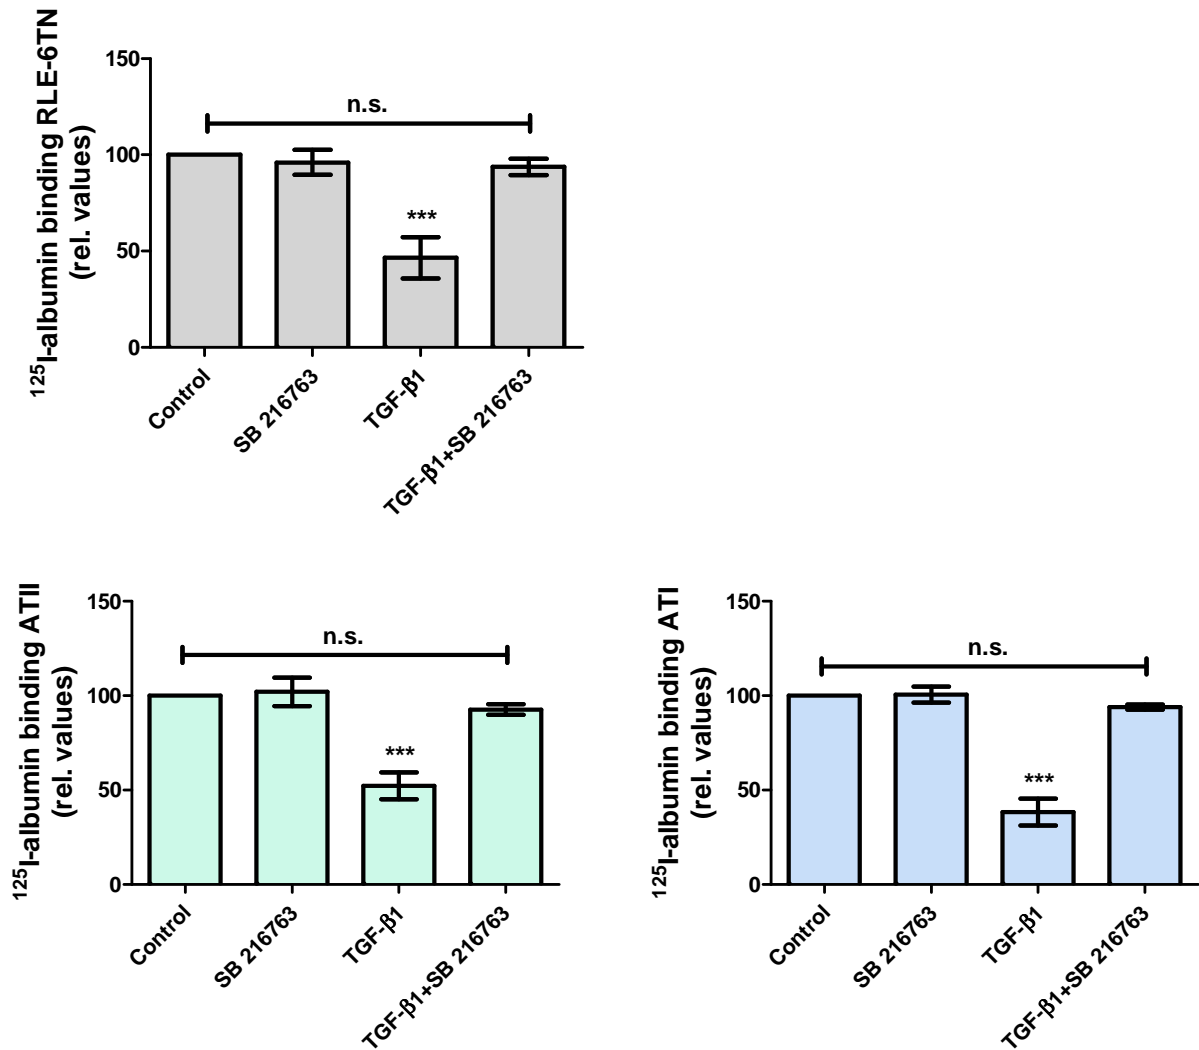 ¹²⁵I-albumin binding RLE-6TN
(rel. values)
150
100
50
0
n.s.
***
Control
SB 216763
TGF-β1
TGF-β1+SB 216763
¹²⁵I-albumin binding ATII
(rel. values)
150
100
50
0
n.s.
***
Control
SB 216763
TGF-β1
TGF-β1+SB 216763
¹²⁵I-albumin binding ATI
(rel. values)
150
100
50
0
n.s.
***
Control
SB 216763
TGF-β1
TGF-β1+SB 216763